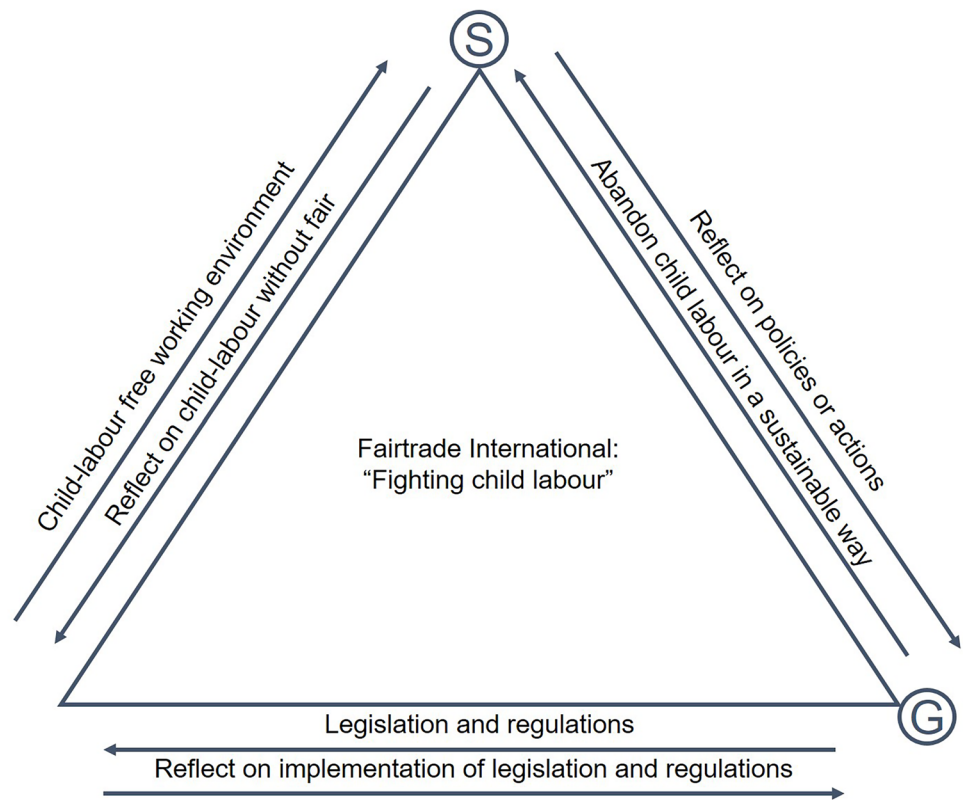 S
Child-labour free working environment
Reflect on child-labour without fair
Abandon child labour in a sustainable way
Reflect on policies or actions
Fairtrade International:
“Fighting child labour”
G
Legislation and regulations
Reflect on implementation of legislation and regulations